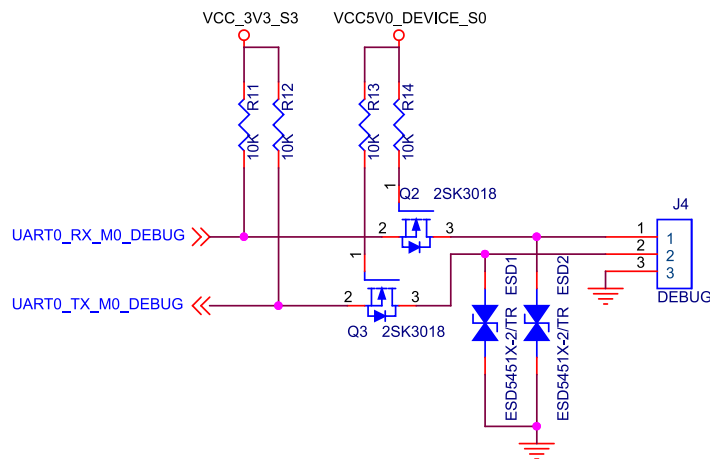 VCC_3V3_S3
VCC5V0_DEVICE_S0
R11
R12
R13
R14
10K
10K
10K
10K
1
Q2
2SK3018
J4
UART0_RX_M0_DEBUG
2
3
1
1
2
2
3
3
DEBUG
1
UART0_TX_M0_DEBUG
2
3
Q3
2SK3018
ESD5451X-2/TR ESD1
ESD5451X-2/TR ESD2